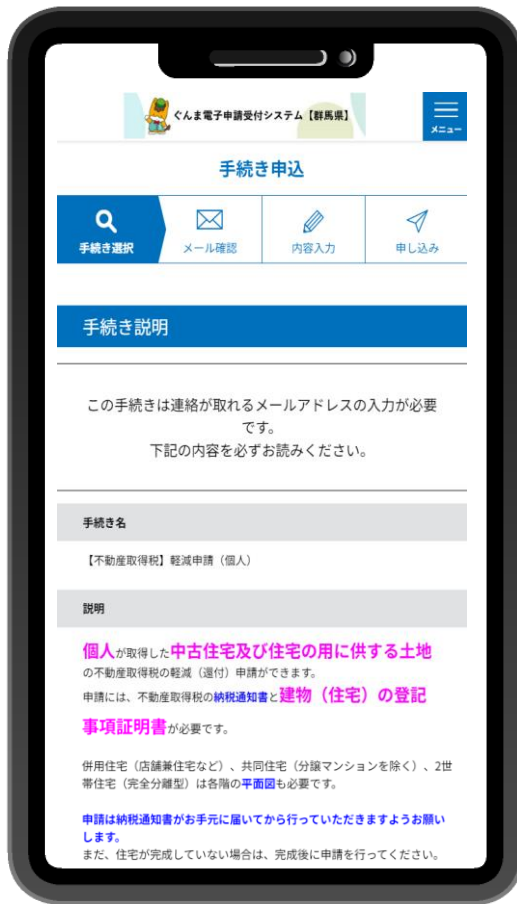 ぐんま電子申請受付システム【群馬県】
メニュー
手続き申込
手続き選択
メール確認
内容入力
申し込み
手続き説明
この手続きは連絡が取れるメールアドレスの入力が必要
です。
下記の内容を必ずお読みください。
手続き名
【不動産取得税】軽減申請（個人）
説明
個人が取得した中古住宅及び住宅の用に供する土地
の不動産取得税の軽減（還付）申請ができます。
申請には、不動産取得税の納税通知書と建物（住宅）の登記
事項証明書が必要です。
併用住宅（店舗兼住宅など）、共同住宅（分譲マンションを除く）、2世
帯住宅（完全分離型）は各階の平面図も必要です。
申請は納税通知書がお手元に届いてから行っていただきますようお願い
します。
まだ、住宅が完成していない場合は、完成後に申請を行ってください。